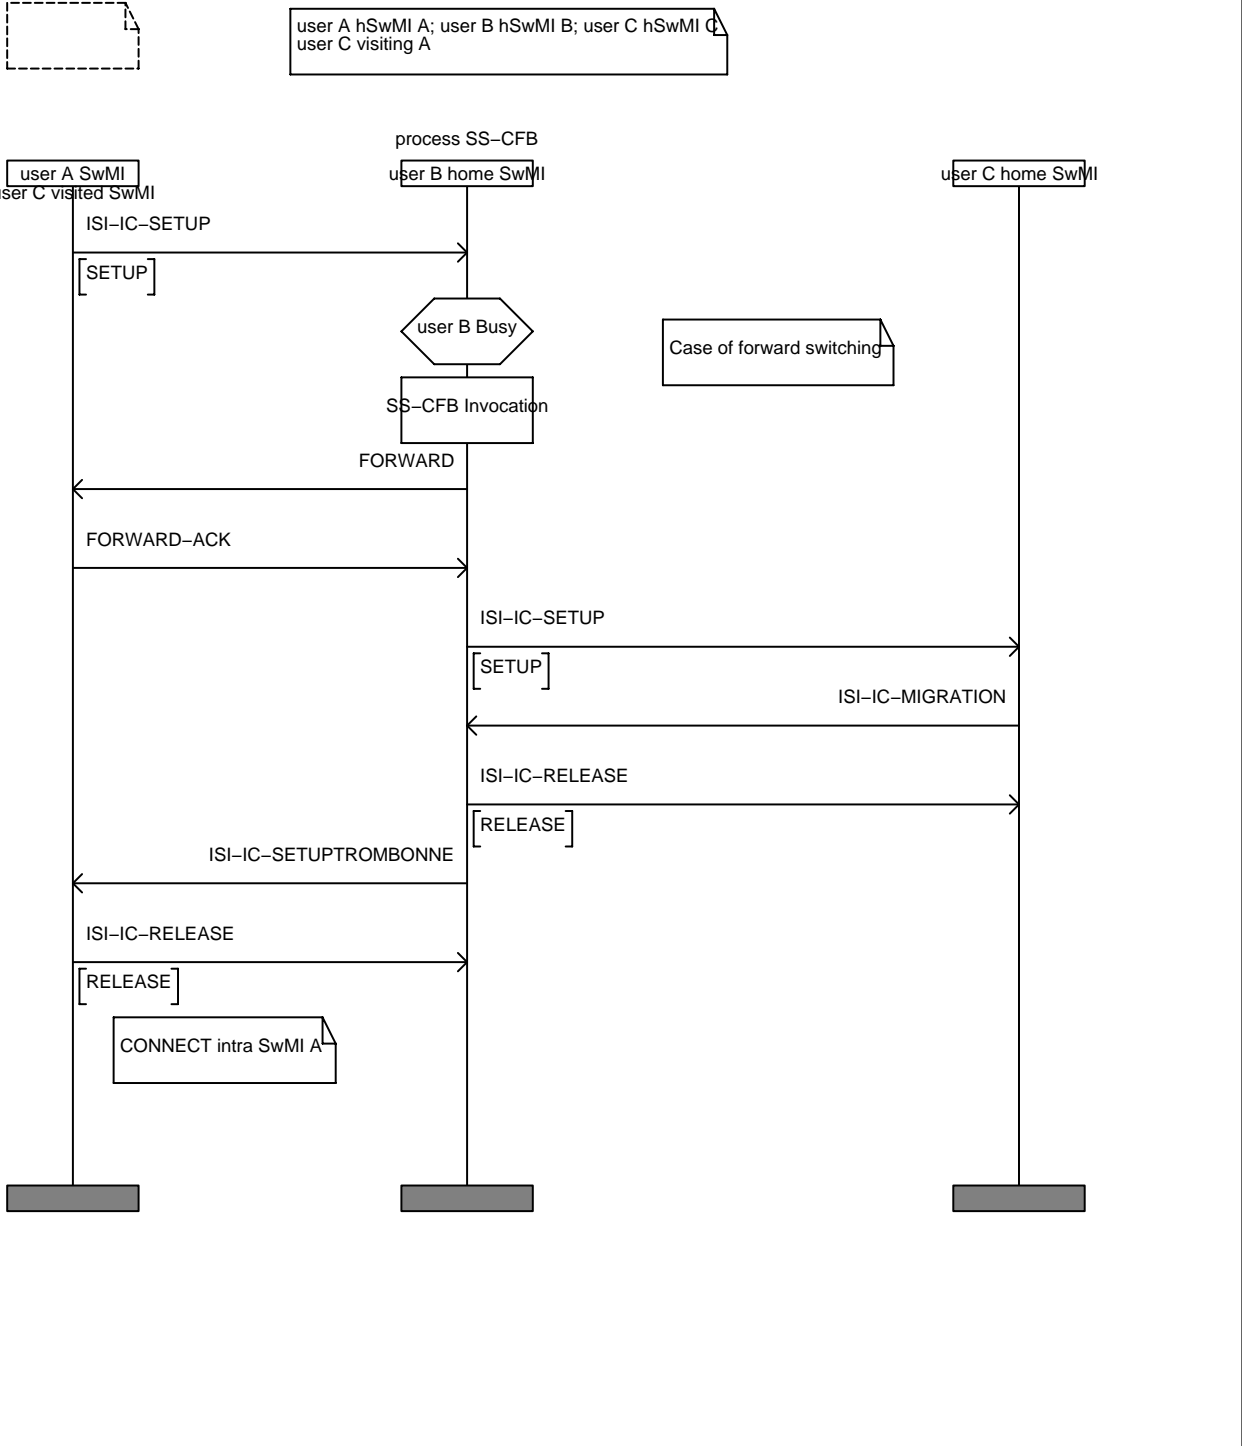 user A hSwMI A; user B hSwMI B; user C hSwMI C
user C visiting A
process SS–CFB
user A SwMI
user B home SwMI
user C home SwMI
user C visited SwMI
ISI–IC–SETUP
SETUP
user B Busy
Case of forward switching
SS–CFB Invocation
FORWARD
FORWARD–ACK
ISI–IC–SETUP
SETUP
ISI–IC–MIGRATION
ISI–IC–RELEASE
RELEASE
ISI–IC–SETUPTROMBONNE
ISI–IC–RELEASE
RELEASE
CONNECT intra SwMI A